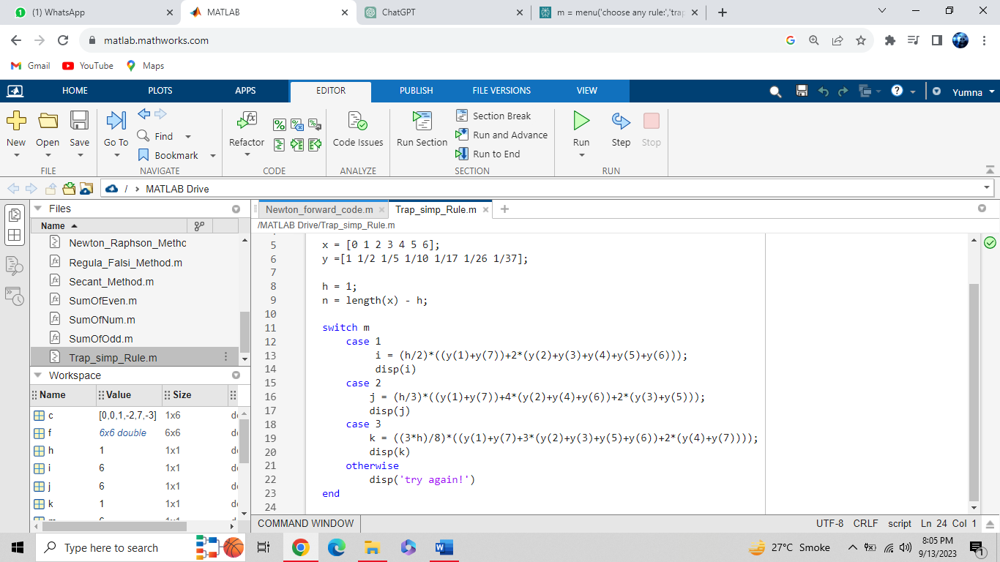 (1) WhatsApp
MATLAB
ChatGPT
m = menu('choose any rule:','trap
matlab.mathworks.com
Gmail
YouTube
Maps
HOME
PLOTS
APPS
EDITOR
PUBLISH
FILE VERSIONS
VIEW
Yumna
New
Open
Save
Go To
Find
Bookmark
Refactor
Code Issues
Run Section
Section Break
Run and Advance
Run to End
Run
Step
Stop
FILE
NAVIGATE
CODE
ANALYZE
SECTION
RUN
/ › MATLAB Drive
Files
Name
Newton_Raphson_Metho
Regula_Falsi_Method.m
Secant_Method.m
SumOfEven.m
SumOfNum.m
SumOfOdd.m
Trap_simp_Rule.m
Workspace
Name Value Size
c [0,0,1,-2,7,-3] 1x6
f 6x6 double 6x6
h 1 1x1
i 6 1x1
j 6 1x1
k 1 1x1
Newton_forward_code.m
Trap_simp_Rule.m
/MATLAB Drive/Trap_simp_Rule.m
5 x = [0 1 2 3 4 5 6];
6 y =[1 1/2 1/5 1/10 1/17 1/26 1/37];
7
8 h = 1;
9 n = length(x) - h;
10
11 switch m
12 case 1
13 i = (h/2)*((y(1)+y(7))+2*(y(2)+y(3)+y(4)+y(5)+y(6)));
14 disp(i)
15 case 2
16 j = (h/3)*((y(1)+y(7))+4*(y(2)+y(4)+y(6))+2*(y(3)+y(5)));
17 disp(j)
18 case 3
19 k = ((3*h)/8)*((y(1)+y(7)+3*(y(2)+y(3)+y(5)+y(6))+2*(y(4)+y(7))));
20 disp(k)
21 otherwise
22 disp('try again!')
23 end
24
COMMAND WINDOW
UTF-8 CRLF script Ln 24 Col 1
Type here to search
27°C Smoke
8:05 PM
9/13/2023
1